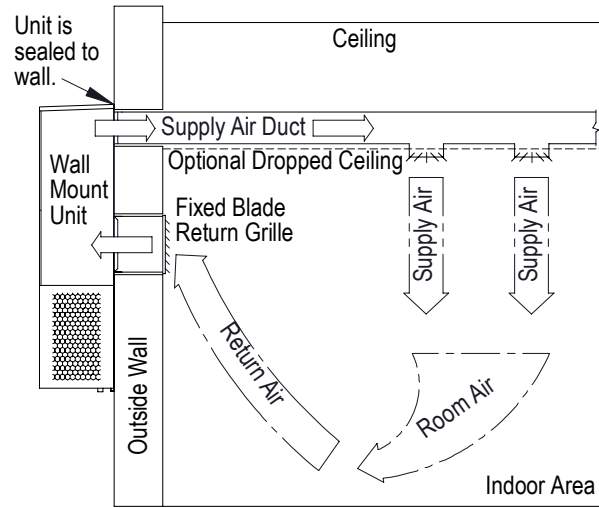 Unit is
sealed to
wall.
Ceiling
Supply Air Duct
Optional Dropped Ceiling
Wall
Mount
Unit
Fixed Blade
Return Grille
Supply Air
Supply Air
Return Air
Room Air
Outside Wall
Indoor Area